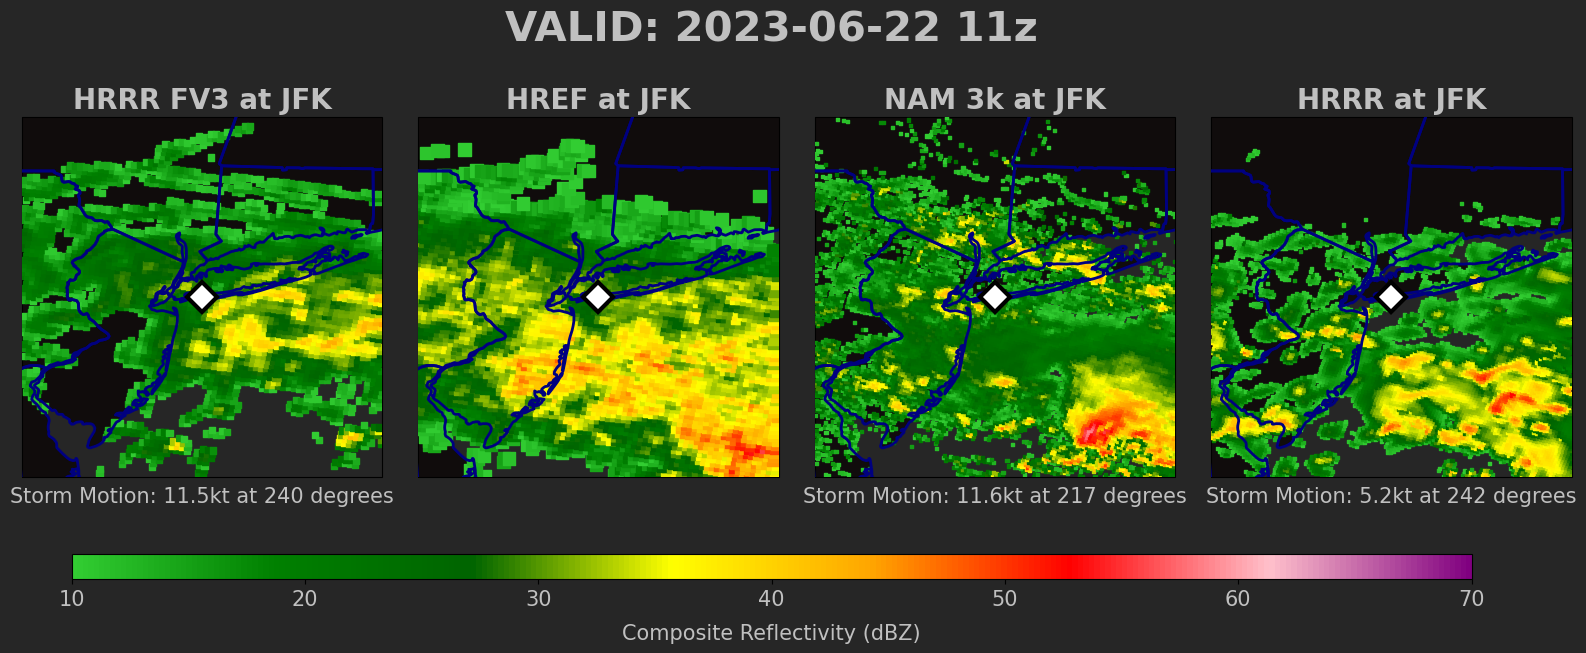 VALID: 2023-06-22 11z
HRRR FV3 at JFK
HREF at JFK
NAM 3k at JFK
HRRR at JFK
Storm Motion: 11.5kt at 240 degrees
Storm Motion: 11.6kt at 217 degrees
Storm Motion: 5.2kt at 242 degrees
10 20 30 40 50 60 70
Composite Reflectivity (dBZ)